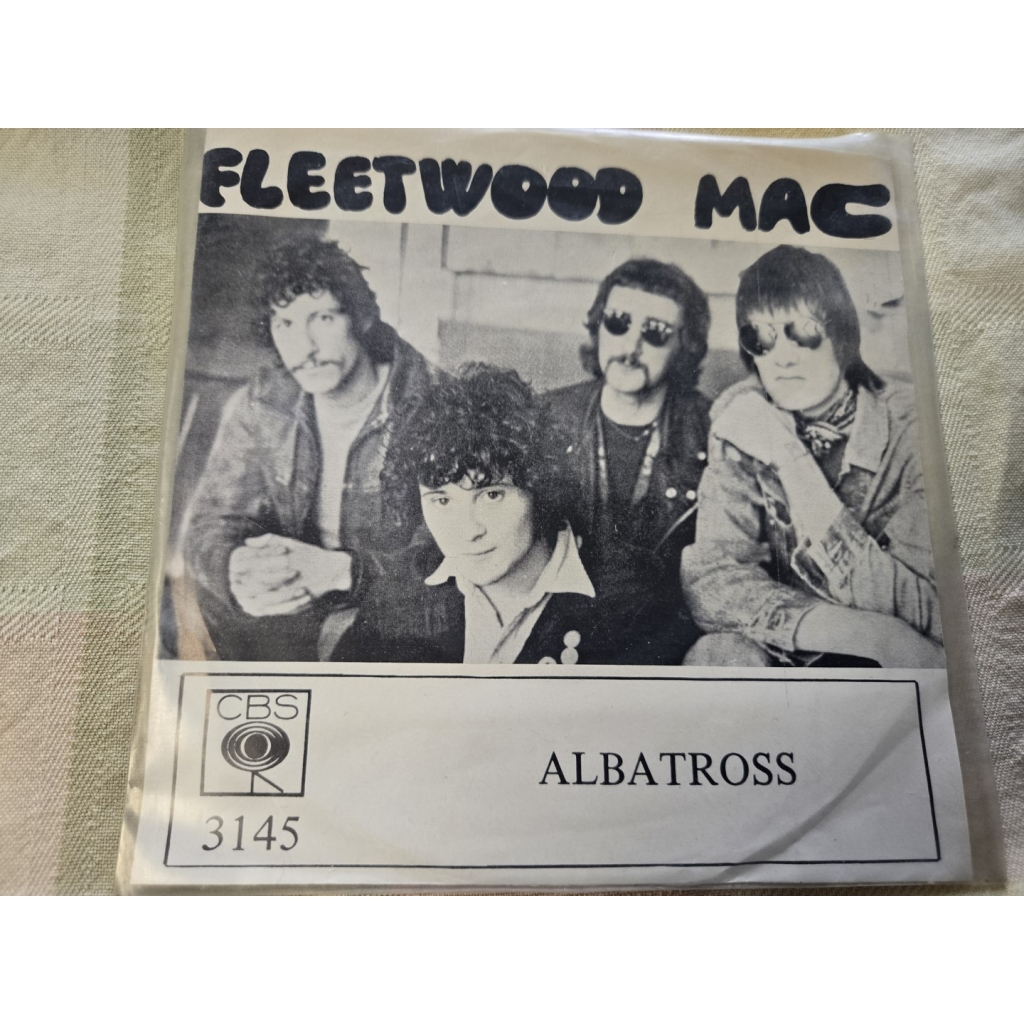 FLEETWOOD MAC
CBS
ALBATROSS
3145